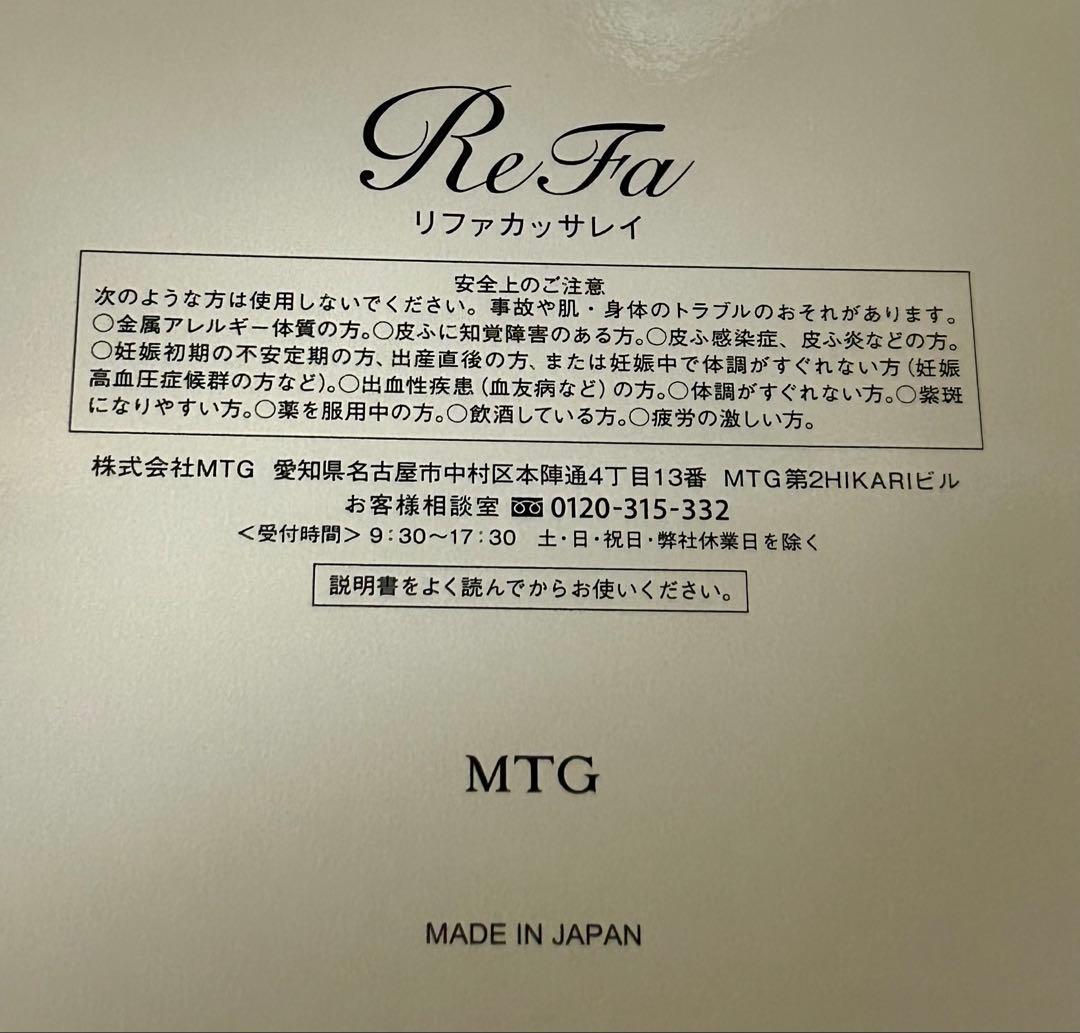 ReFa
リファカッサレイ
安全上のご注意
次のような方は使用しないでください。事故や肌・身体のトラブルのおそれがあります。
○金属アレルギー体質の方。○皮ふに知覚障害のある方。○皮ふ感染症、皮ふ炎などの方。
○妊娠初期の不安定期の方、出産直後の方、または妊娠中で体調がすぐれない方(妊娠
高血圧症候群の方など)。○出血性疾患(血友病など)の方。○体調がすぐれない方。○紫斑
になりやすい方。○薬を服用中の方。○飲酒している方。○疲労の激しい方。
株式会社MTG 愛知県名古屋市中村区本陣通4丁目13番 MTG第2HIKARIビル
お客様相談室 0120-315-332
<受付時間> 9:30~17:30 土・日・祝日・弊社休業日を除く
説明書をよく読んでからお使いください。
MTG
MADE IN JAPAN